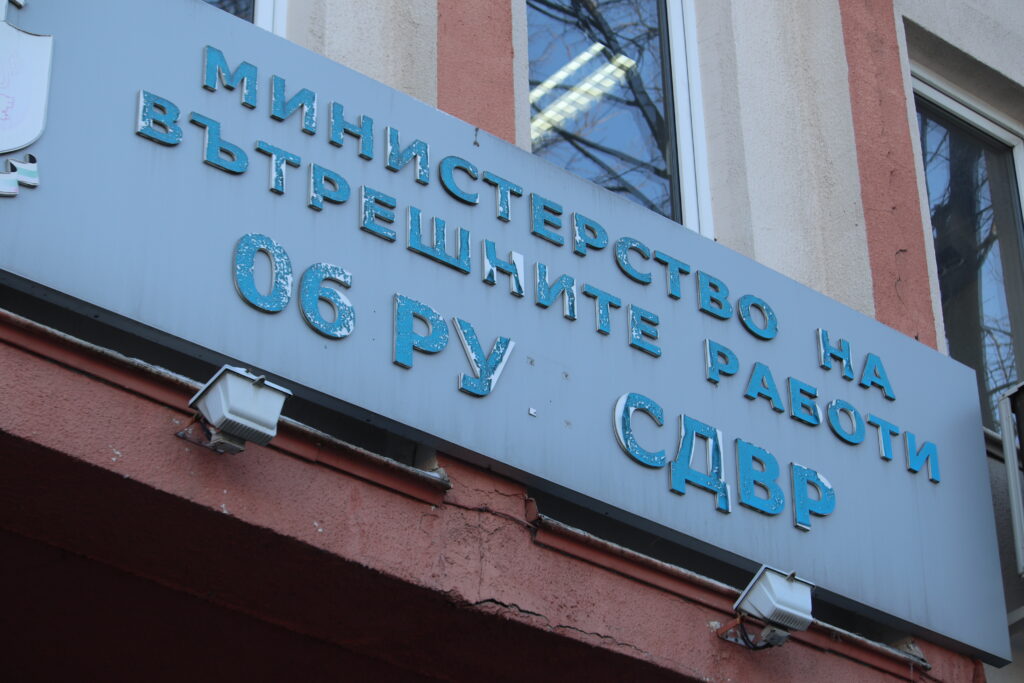 МИНИСТЕРСТВО НА
ВЪТРЕШНИТЕ РАБОТИ
06 РУ СДВР